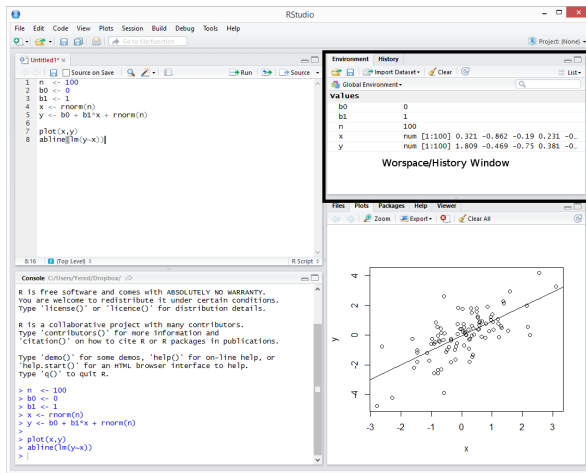 RStudio
File Edit Code View Plots Session Build Debug Tools Help
Go to file/function
Project: (None)
Untitled1*
Source on Save
Run
Source
1 n <- 100
2 b0 <- 0
3 b1 <- 1
4 x <- rnorm(n)
5 y <- b0 + b1*x + rnorm(n)
6
7 plot(x,y)
8 abline(lm(y~x))
8:16 (Top Level) R Script
Console C:/Users/Yered/Dropbox/
R is free software and comes with ABSOLUTELY NO WARRANTY.
You are welcome to redistribute it under certain conditions.
Type 'license()' or 'licence()' for distribution details.
R is a collaborative project with many contributors.
Type 'contributors()' for more information and
'citation()' on how to cite R or R packages in publications.
Type 'demo()' for some demos, 'help()' for on-line help, or
'help.start()' for an HTML browser interface to help.
Type 'q()' to quit R.
> n <- 100
> b0 <- 0
> b1 <- 1
> x <- rnorm(n)
> y <- b0 + b1*x + rnorm(n)
>
> plot(x,y)
> abline(lm(y~x))
>
Environment History
Import Dataset Clear List
Global Environment
values
b0 0
b1 1
n 100
x num [1:100] 0.321 -0.862 -0.19 0.231 -0…
y num [1:100] 1.809 -0.469 -0.75 0.381 -0…
Worspace/History Window
Files Plots Packages Help Viewer
Zoom Export Clear All
4
2
0
-2
-4
y
-3 -2 -1 0 1 2 3
x